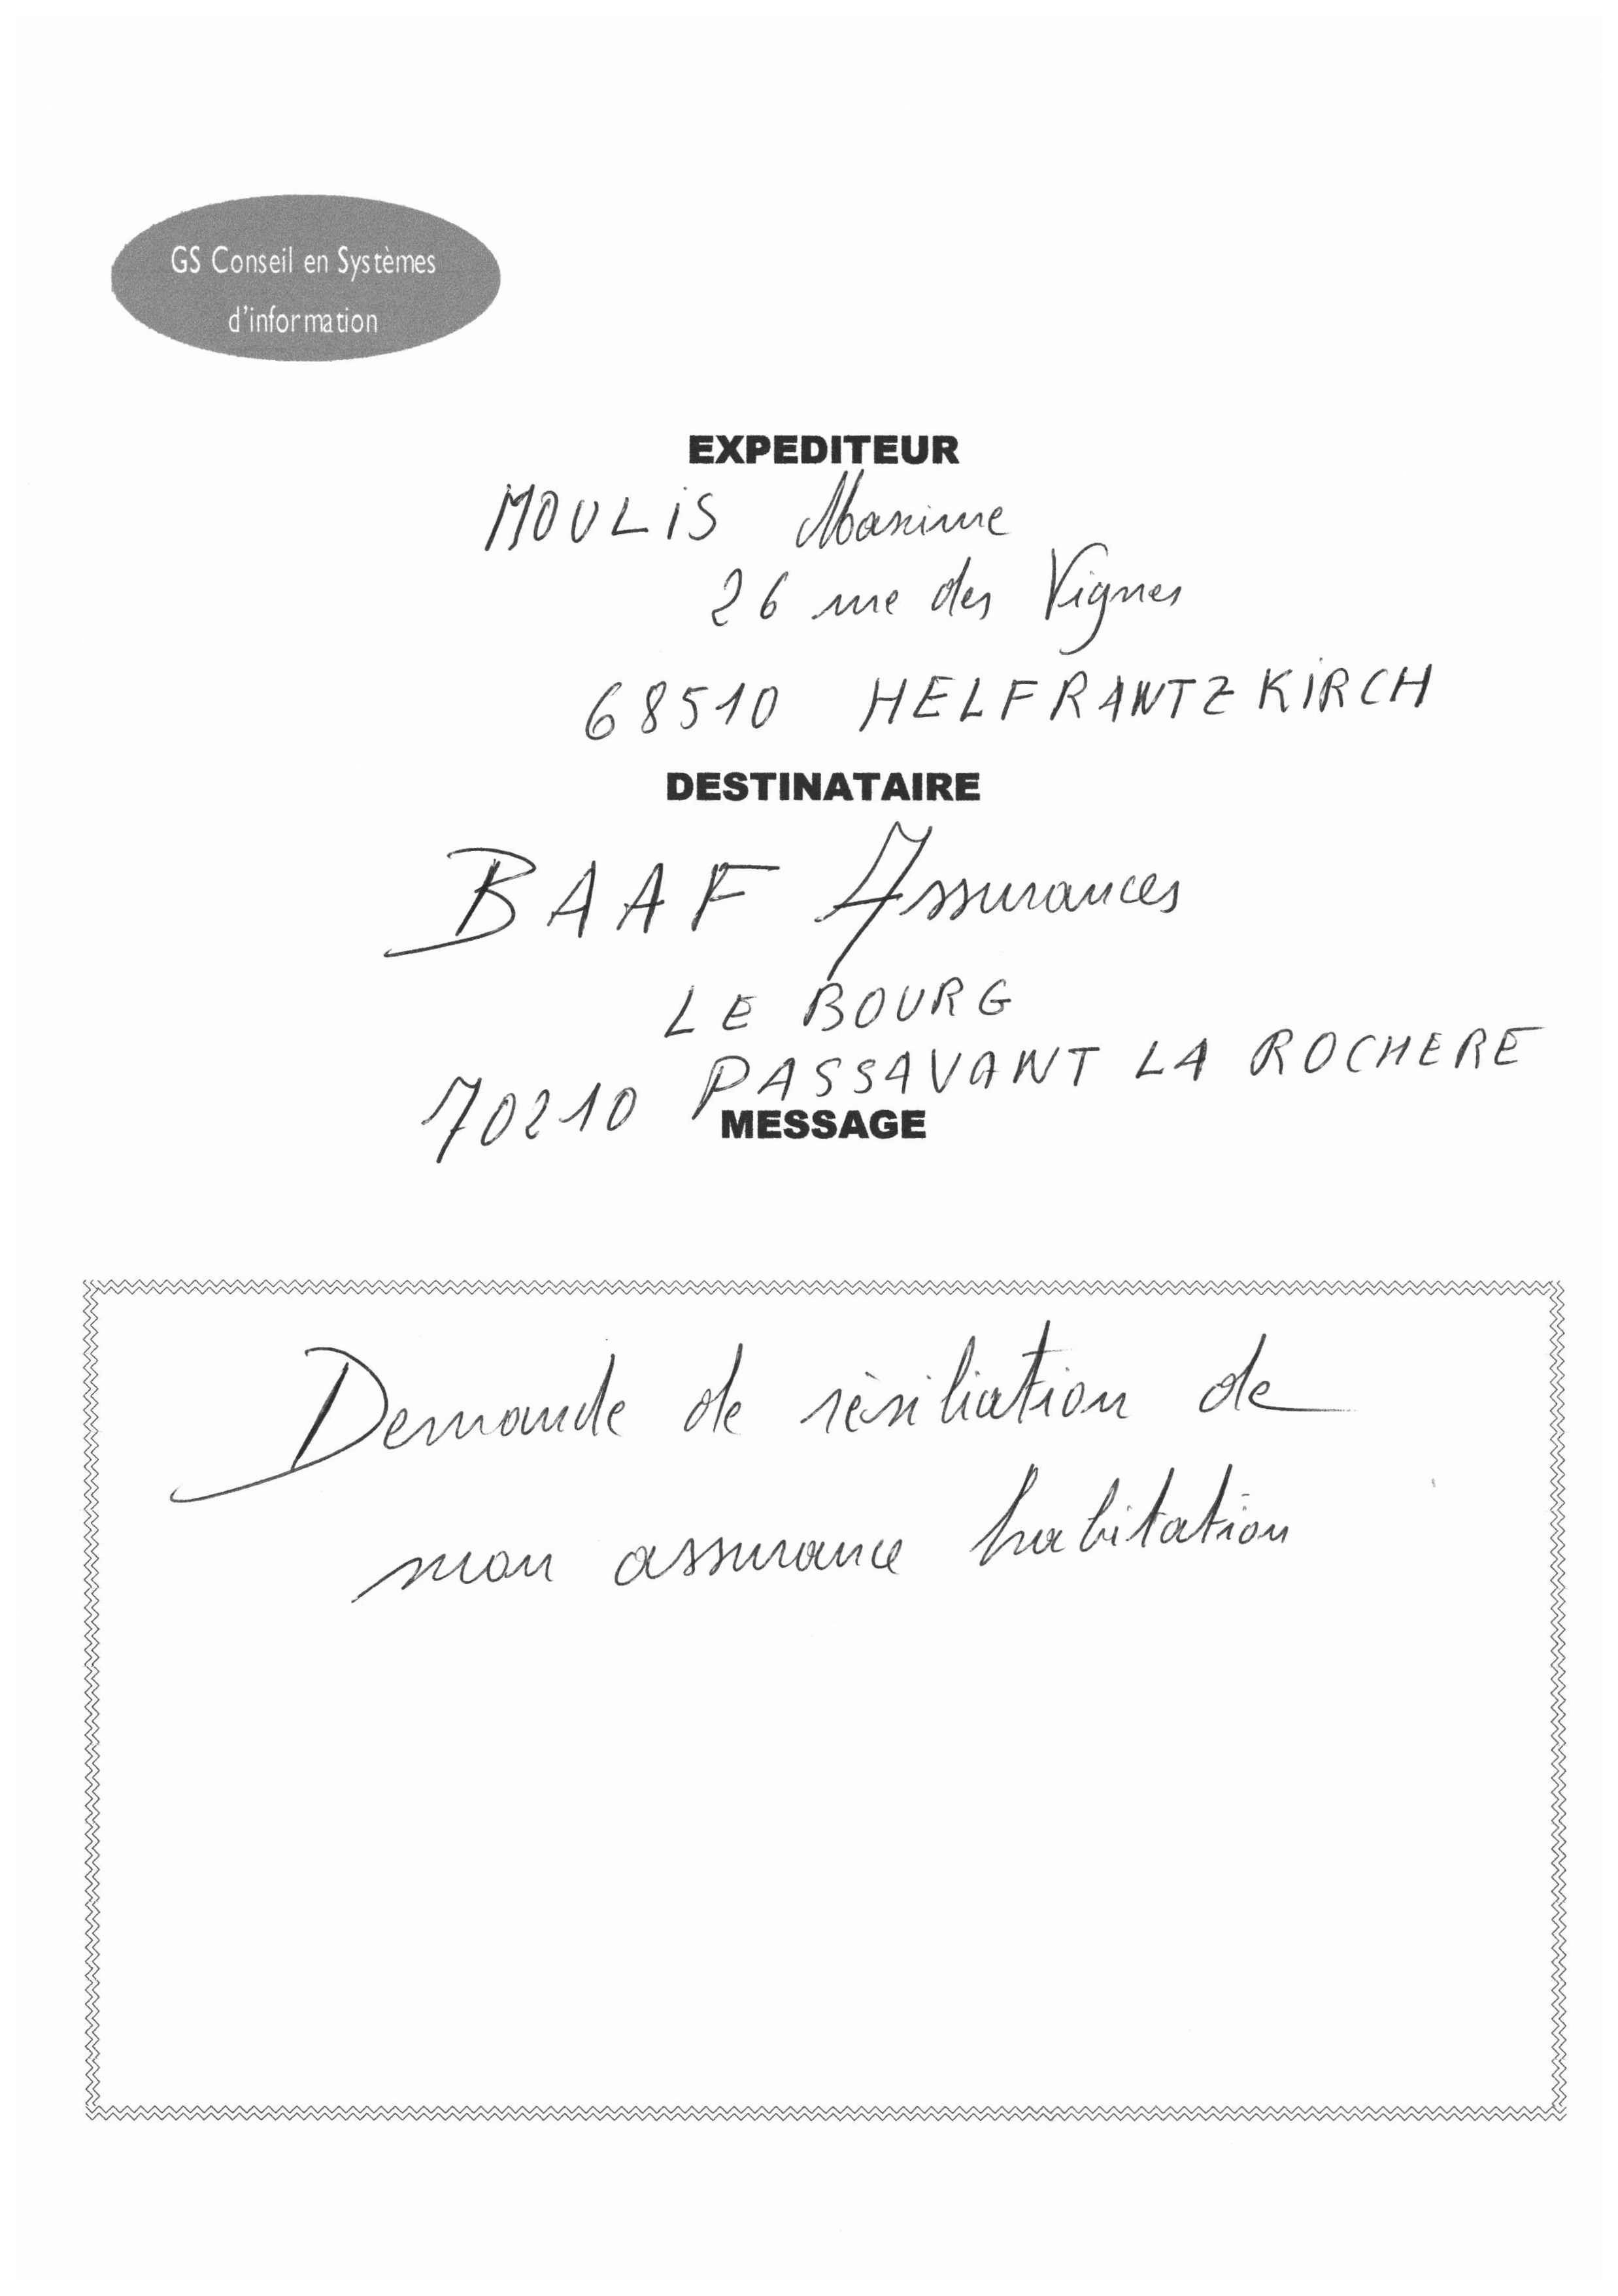 GS Conseil en Systèmes
d'information
EXPEDITEUR
MOULIS Maxime
26 rue des Vignes
68510 HELFRANTZKIRCH
DESTINATAIRE
BAAF Assurances
LE BOURG
70210 PASSAVANT LA ROCHERE
MESSAGE
Demande de résiliation de
mon assurance habitation